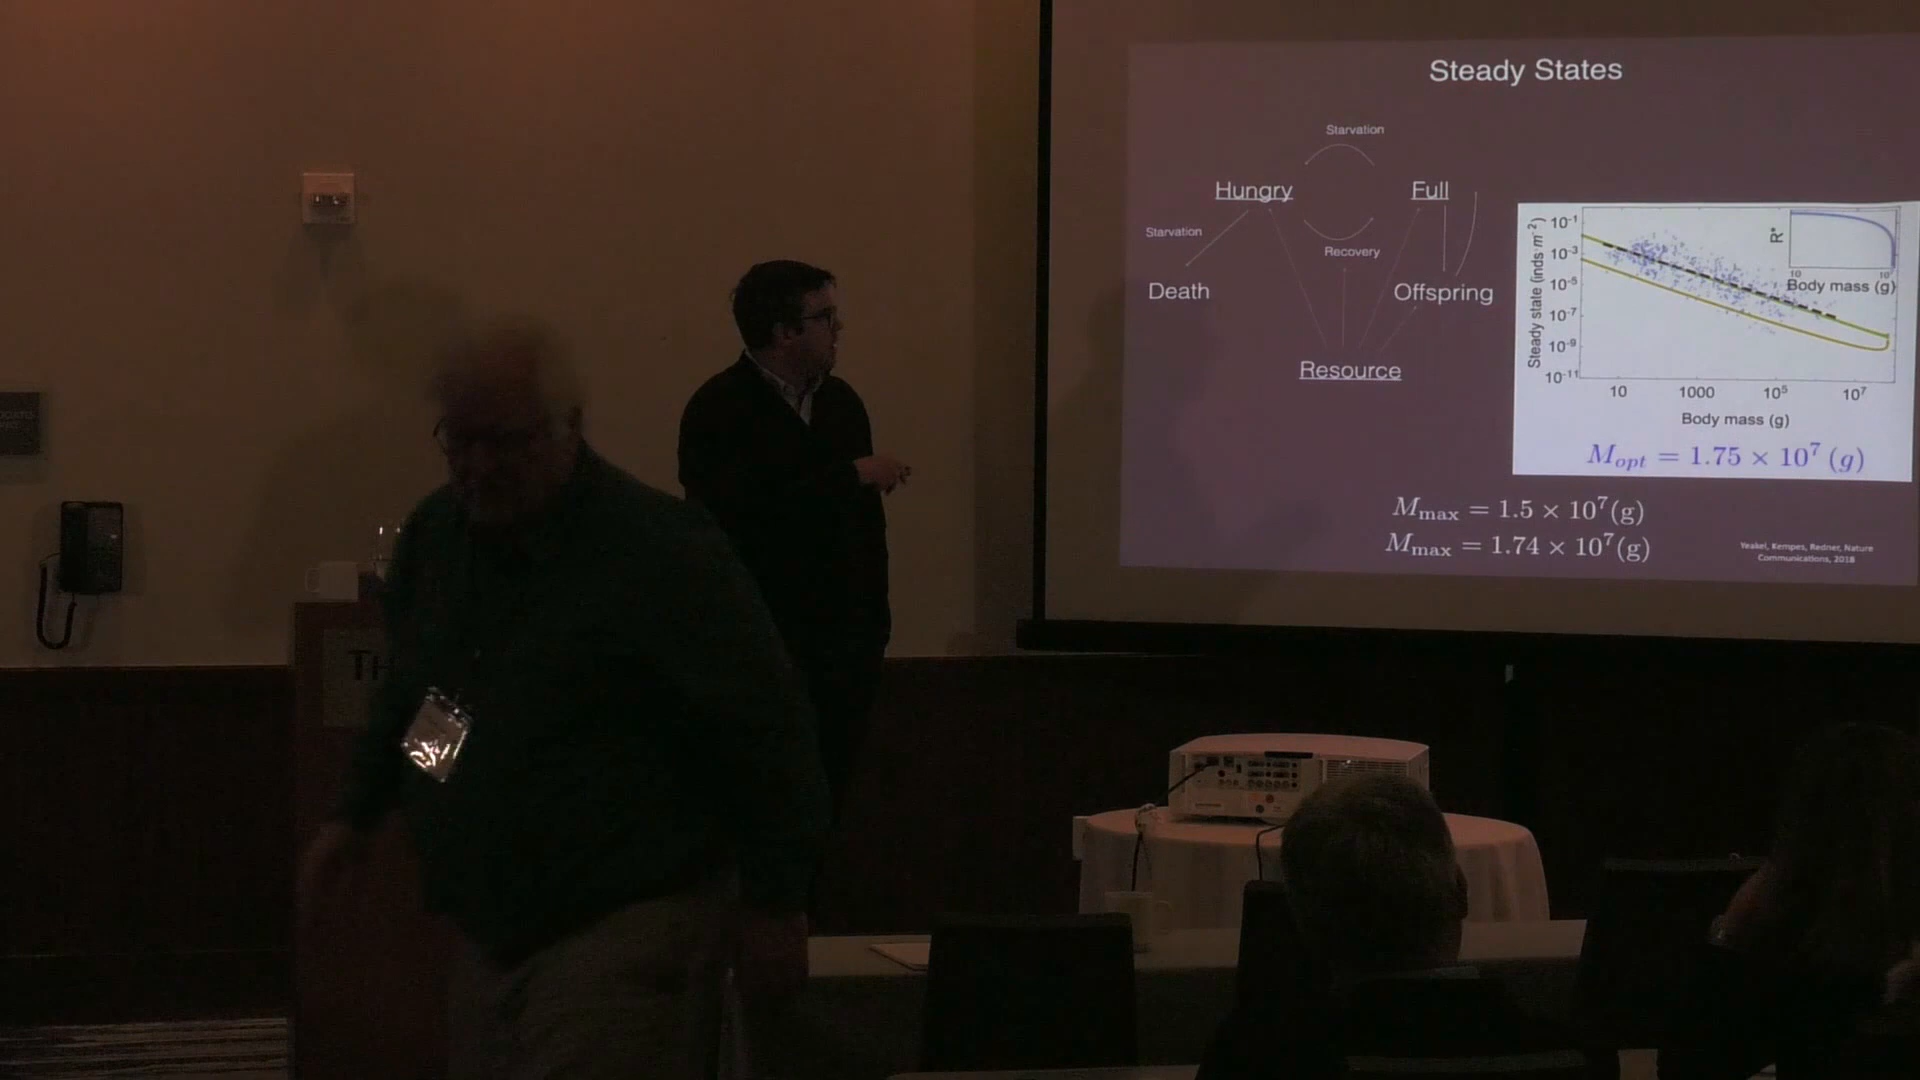 Steady States
Starvation
Hungry
Full
Starvation
Recovery
Death
Offspring
Resource
Steady state (inds·m⁻²)
10⁻¹
10⁻³
10⁻⁵
10⁻⁷
10⁻⁹
10⁻¹¹
R*
10
Body mass (g)
10
1000
10⁵
10⁷
Body mass (g)
M_opt = 1.75 × 10⁷ (g)
M_max = 1.5 × 10⁷(g)
M_max = 1.74 × 10⁷(g)
Yeakel, Kempes, Redner, Nature
Communications, 2018
TH